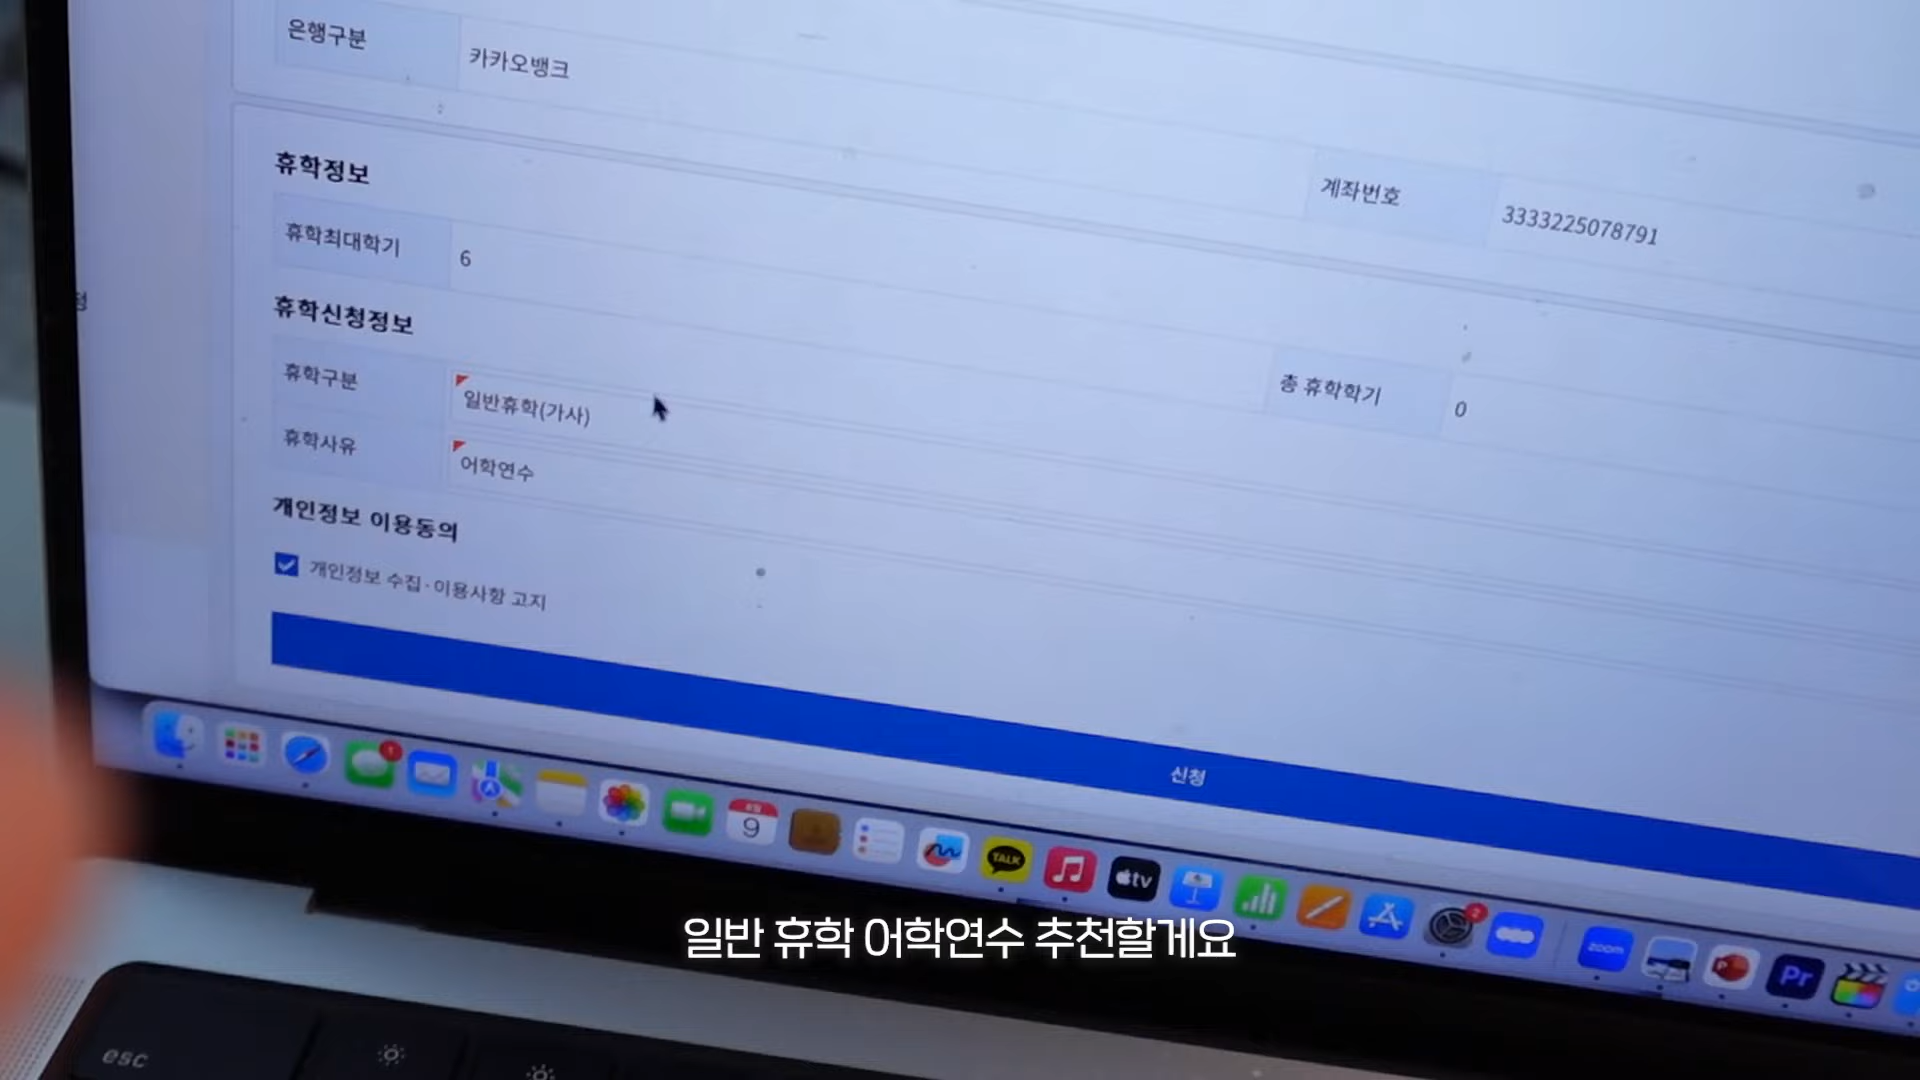 은행구분
카카오뱅크
계좌번호
3333225078791
휴학정보
휴학최대학기
6
총 휴학학기
0
휴학신청정보
휴학구분
일반휴학(가사)
휴학사유
어학연수
개인정보 이용동의
개인정보 수집·이용사항 고지
신청
9
TALK
tv
zoom
Pr
일반 휴학 어학연수 추천할게요
esc